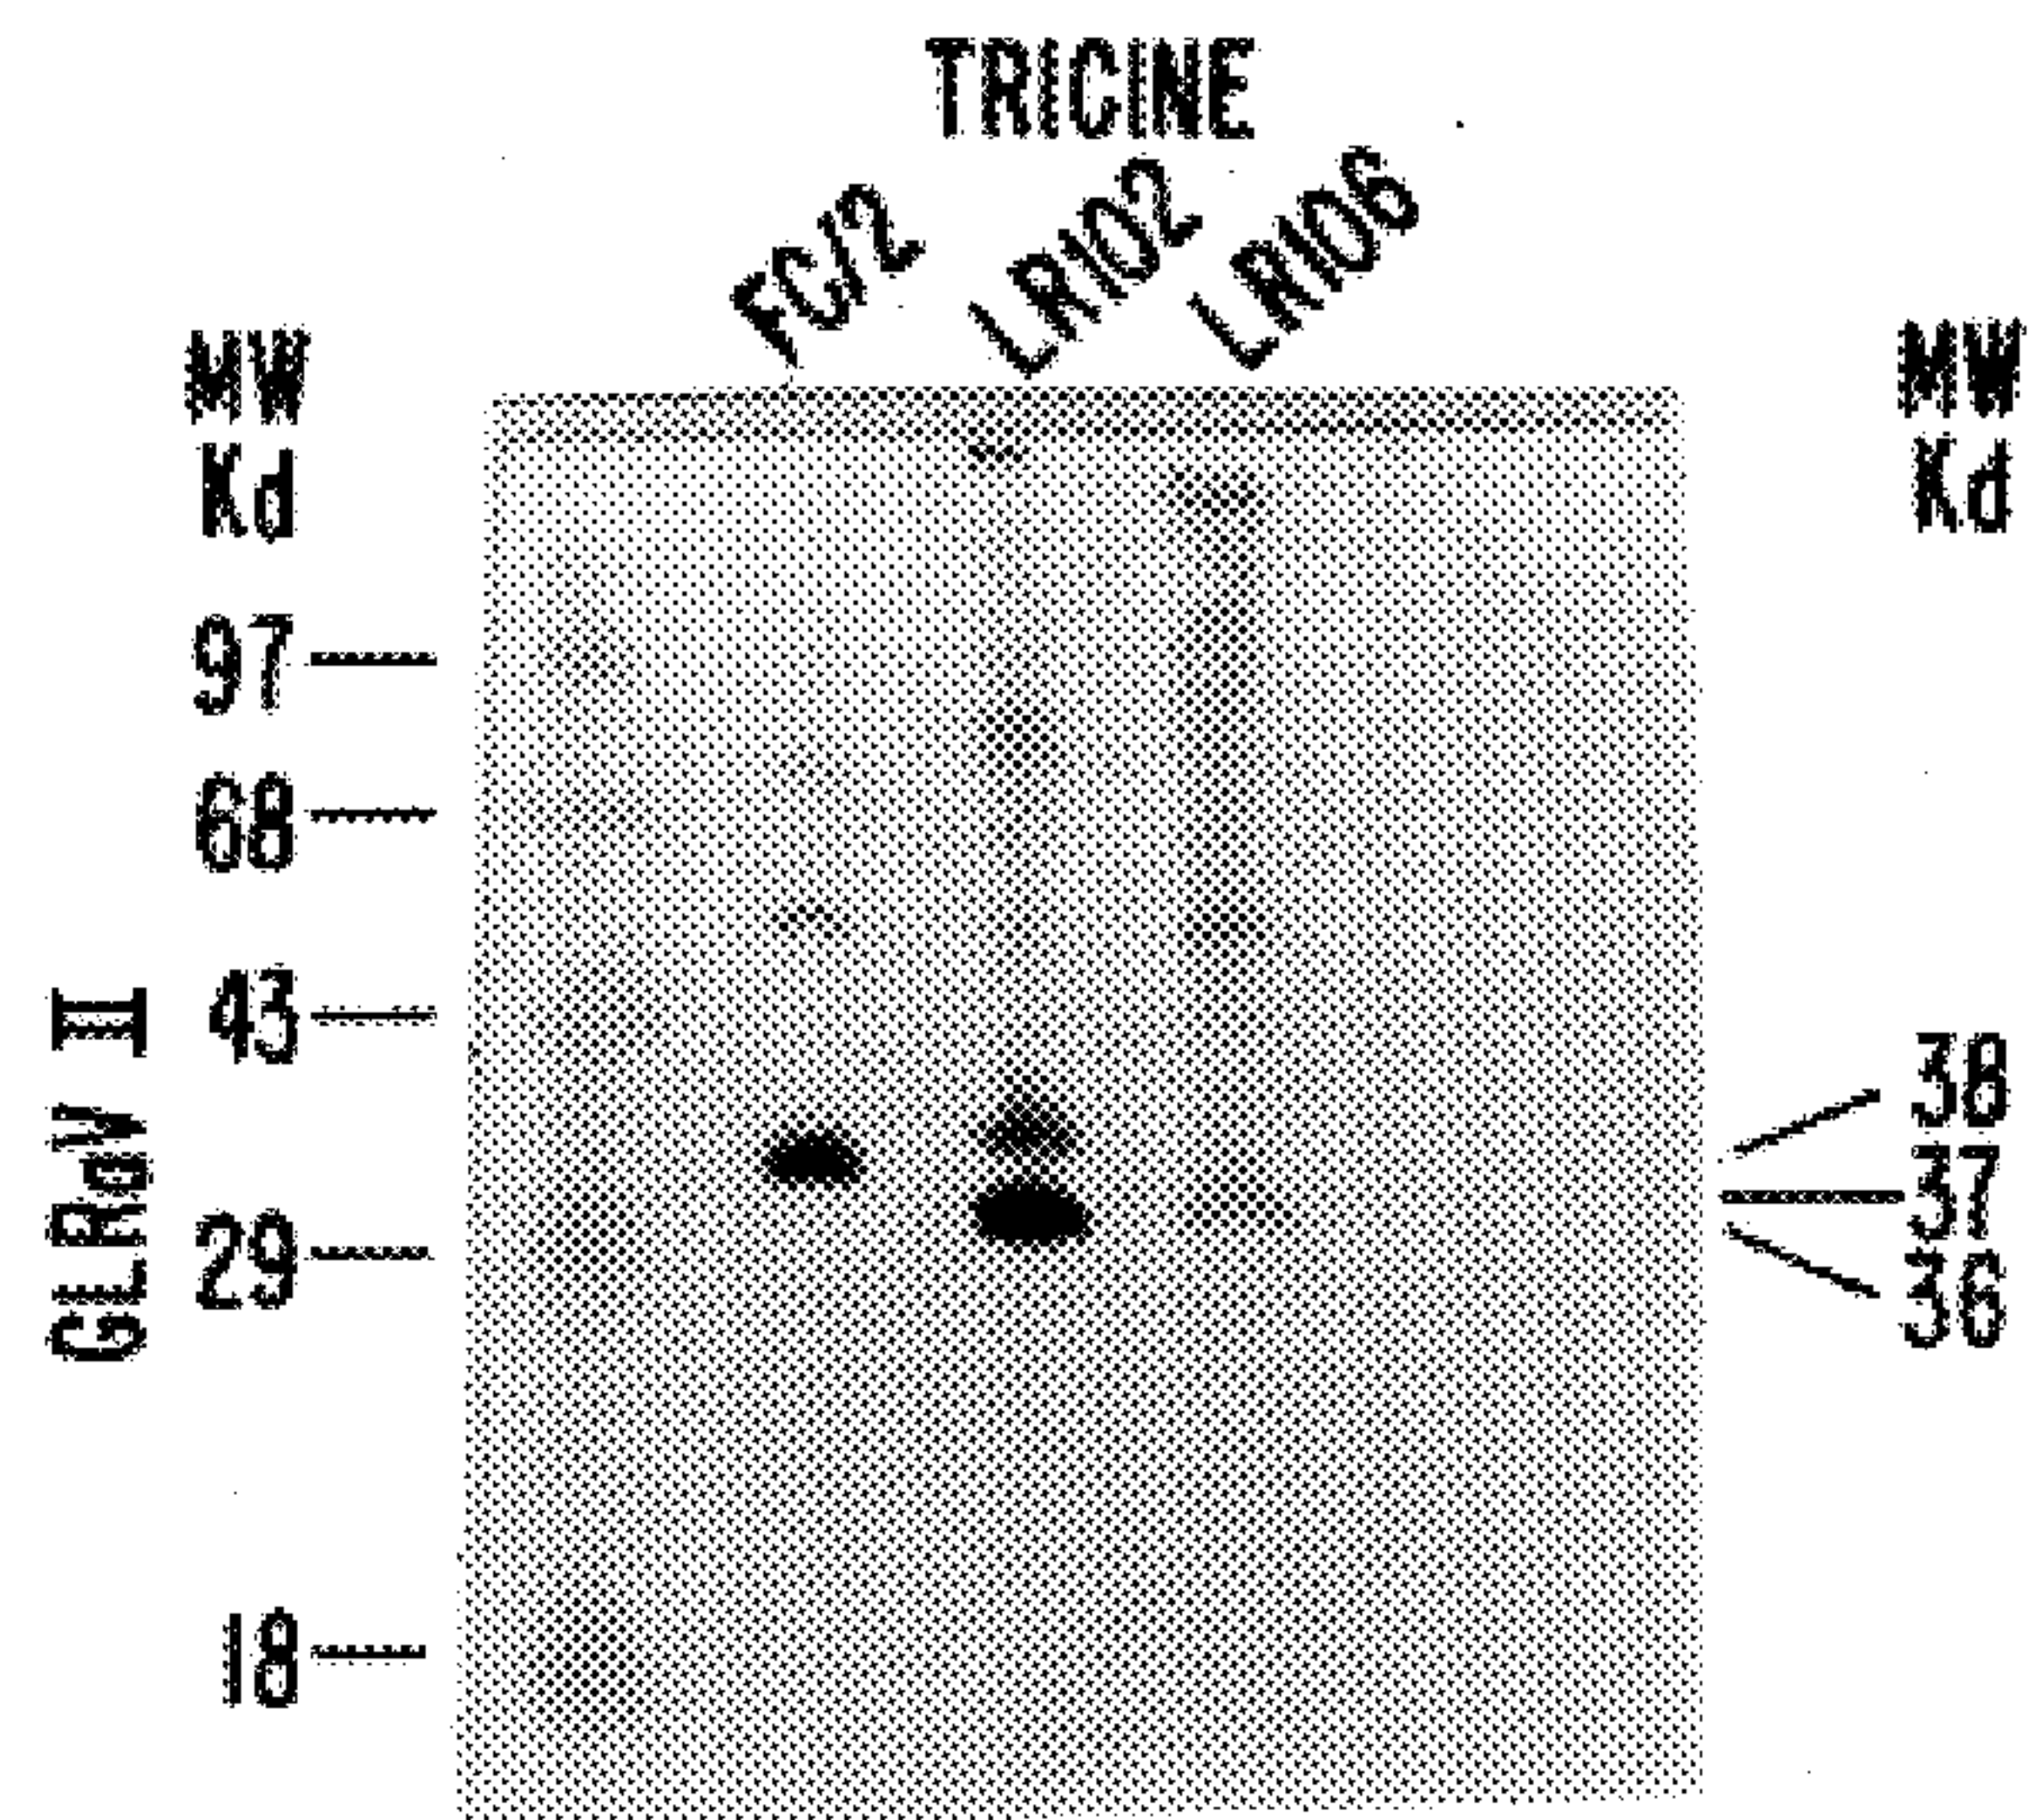 TRICINE
FC/2 LR102 LR106
MW
Kd
97
68
43
29
18
GLRaV II
MW
Kd
38
37
36